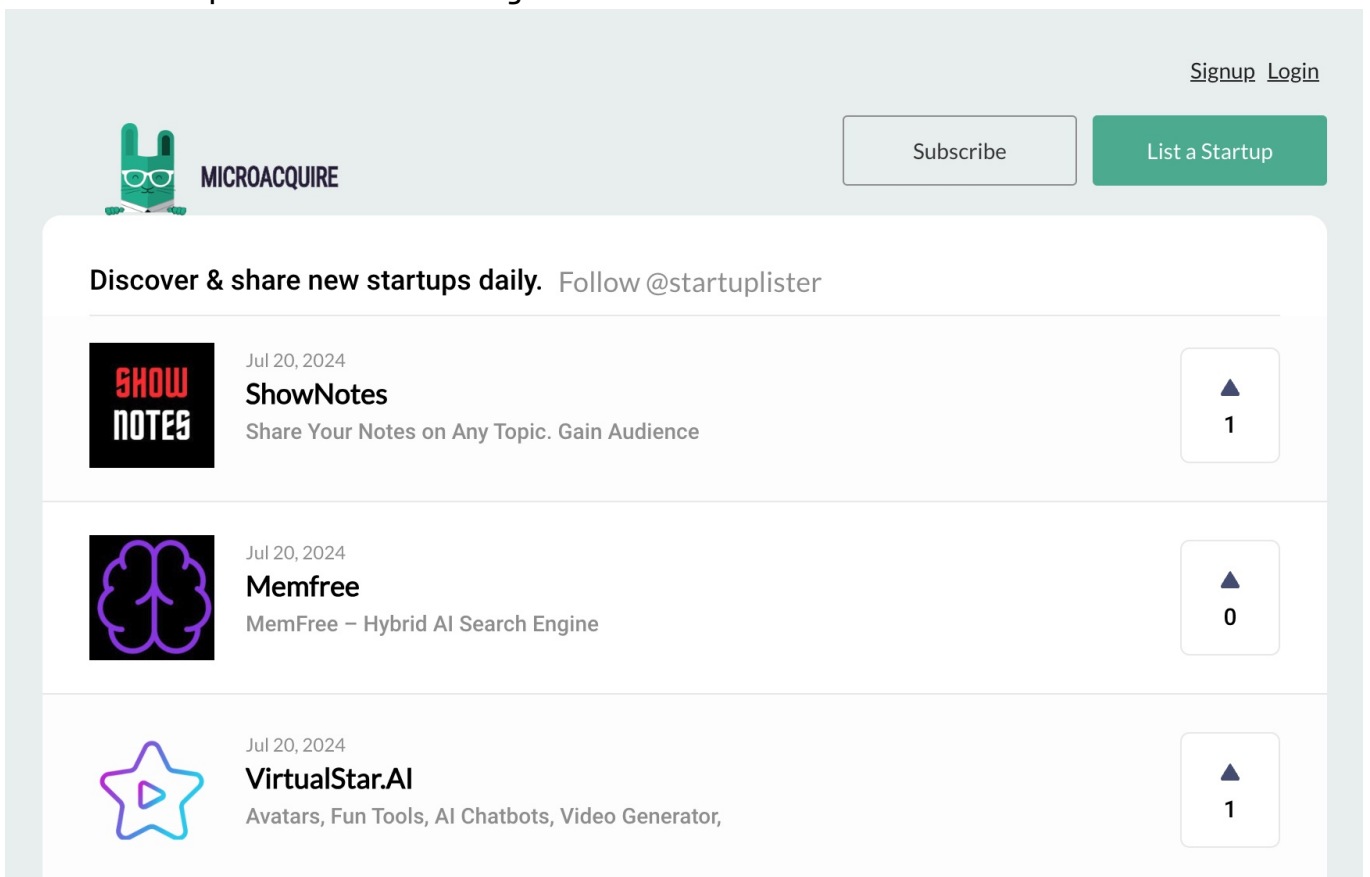 Signup Login
Subscribe
List a Startup
MICROACQUIRE
Discover & share new startups daily. Follow @startuplister
SHOW
NOTES
Jul 20, 2024
ShowNotes
Share Your Notes on Any Topic. Gain Audience
1
Jul 20, 2024
Memfree
MemFree – Hybrid AI Search Engine
0
Jul 20, 2024
VirtualStar.AI
Avatars, Fun Tools, AI Chatbots, Video Generator,
1